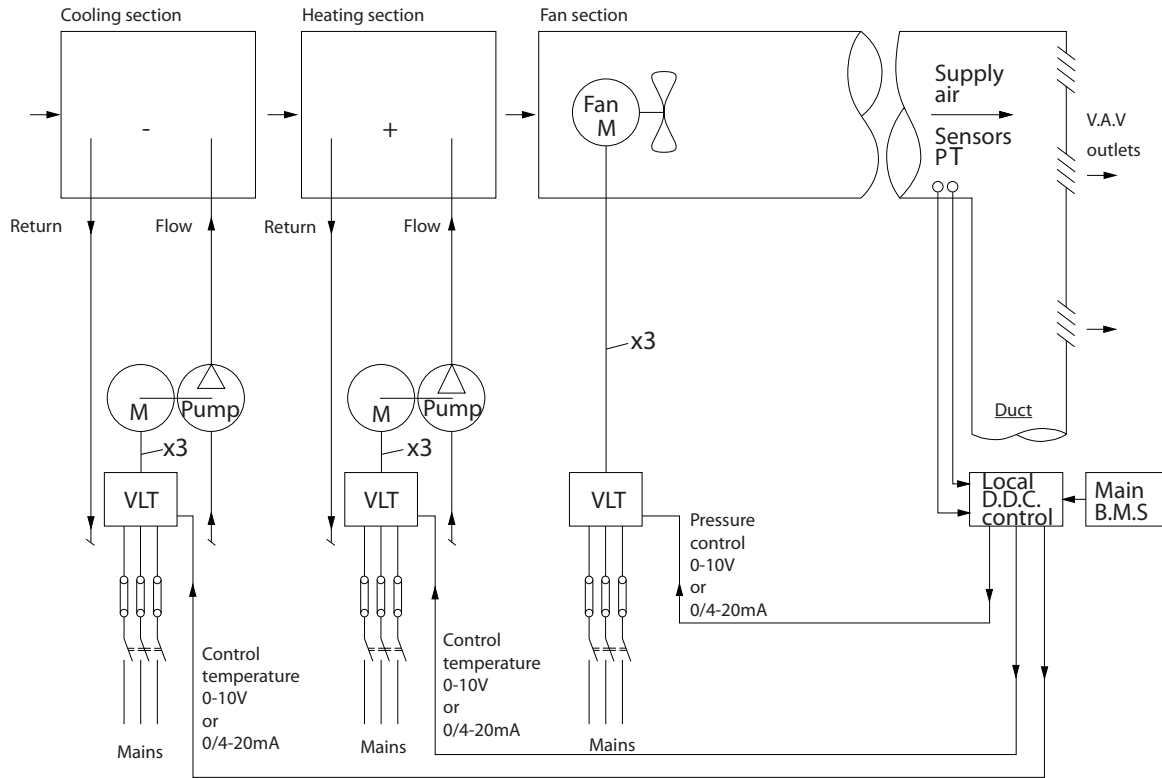 Cooling section
Heating section
Fan section
-
+
Fan
M
Supply
air
Sensors
PT
V.A.V
outlets
Return
Flow
Return
Flow
x3
M
Pump
M
Pump
Duct
x3
x3
VLT
VLT
VLT
Local
D.D.C.
control
Main
B.M.S
Pressure
control
0-10V
or
0/4-20mA
Control
temperature
0-10V
or
0/4-20mA
Control
temperature
0-10V
or
0/4-20mA
Mains
Mains
Mains